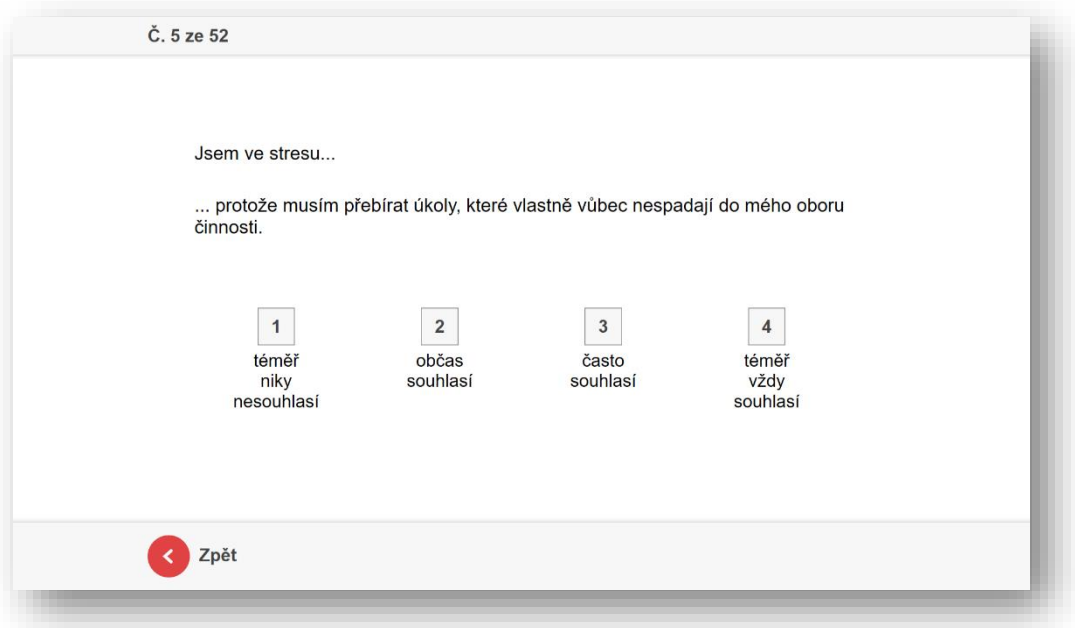 Č. 5 ze 52
Jsem ve stresu...
... protože musím přebírat úkoly, které vlastně vůbec nespadají do mého oboru
činnosti.
1
téměř
niky
nesouhlasí
2
občas
souhlasí
3
často
souhlasí
4
téměř
vždy
souhlasí
Zpět